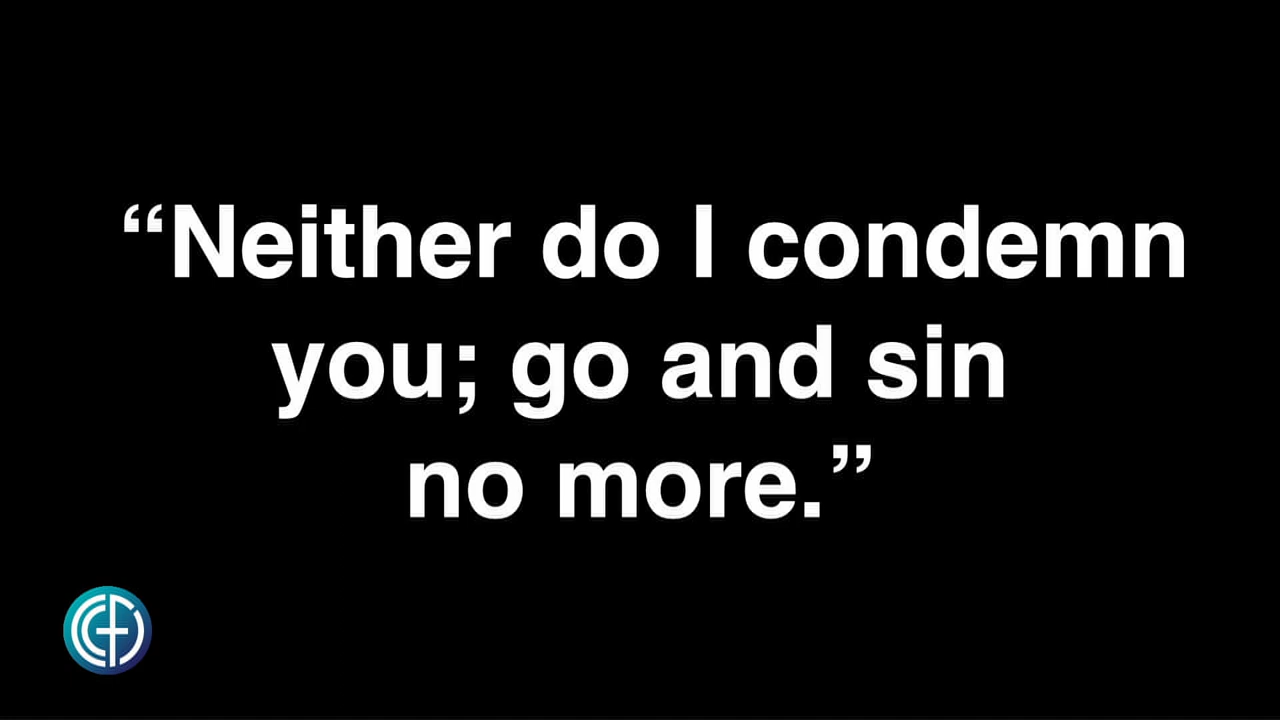 “Neither do I condemn
you; go and sin
no more.”